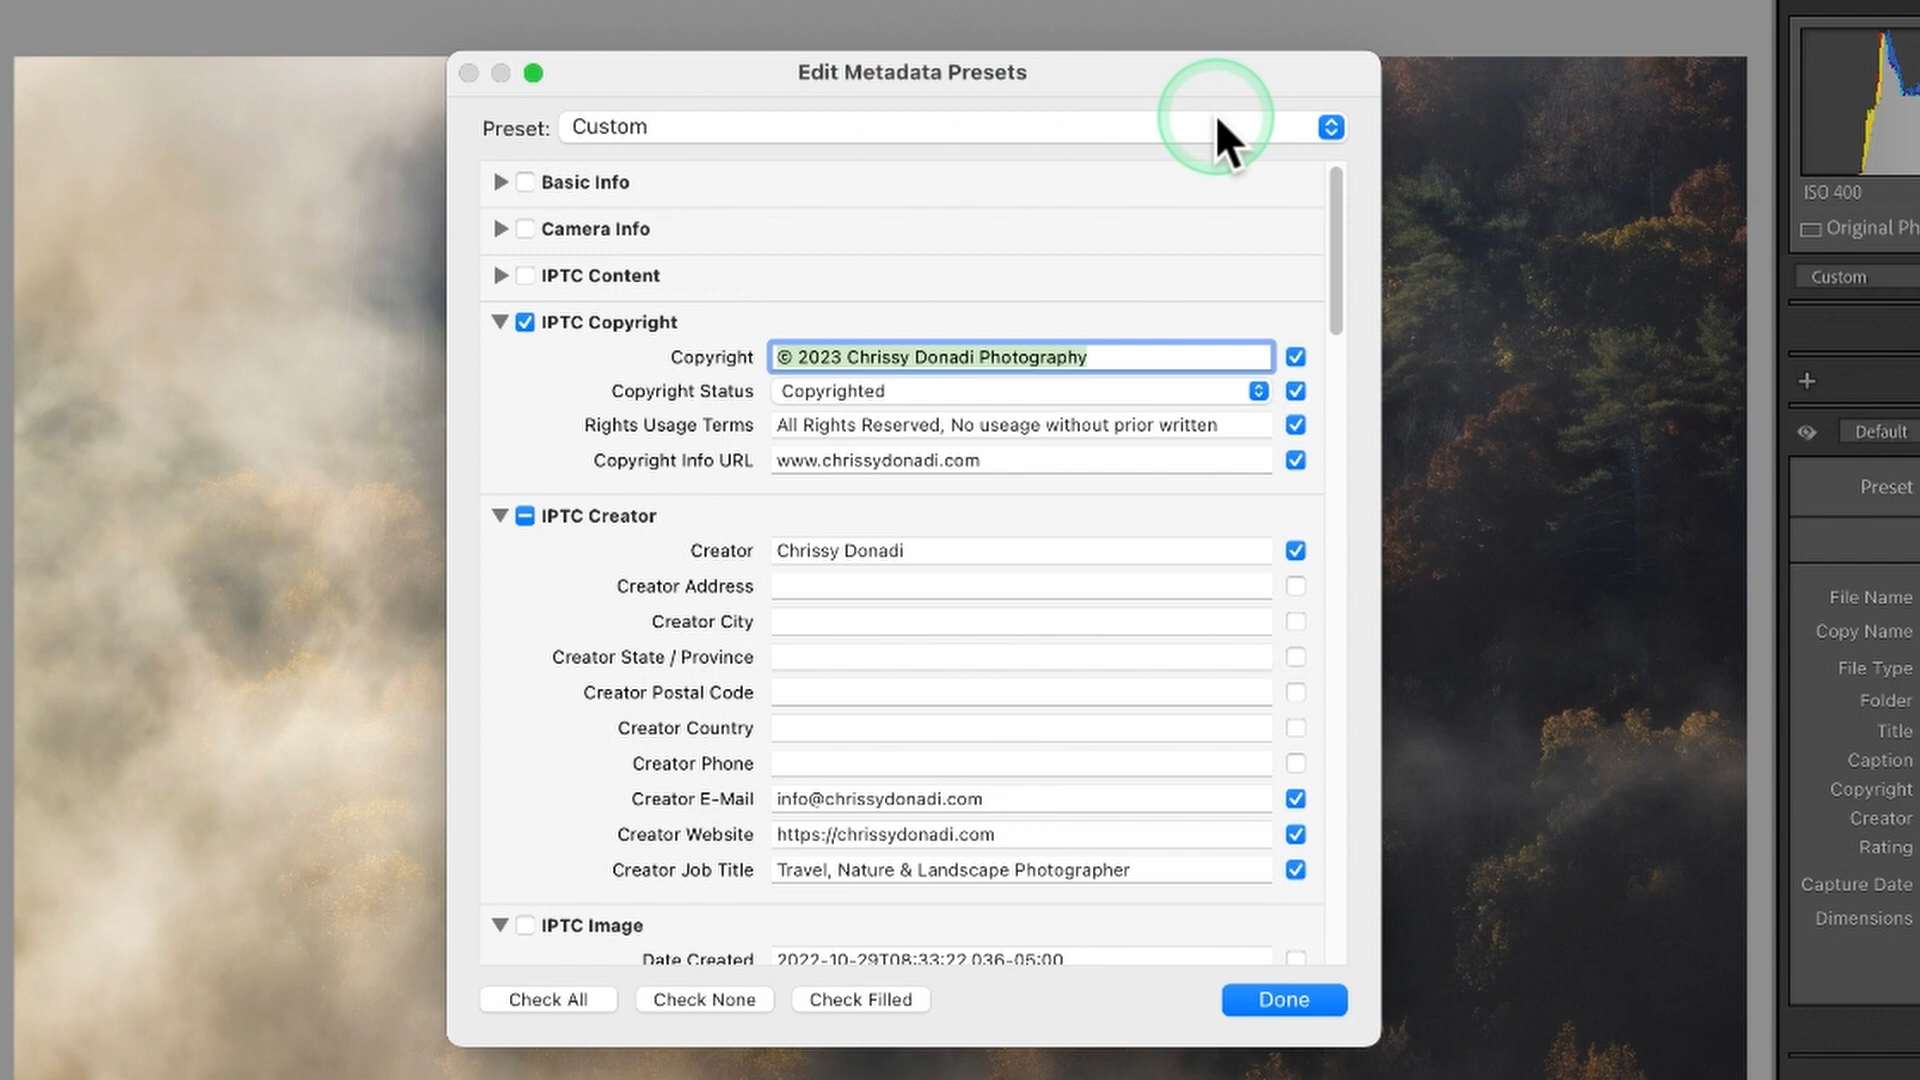 Edit Metadata Presets
Preset: Custom
Basic Info
Camera Info
IPTC Content
IPTC Copyright
Copyright © 2023 Chrissy Donadi Photography
Copyright Status Copyrighted
Rights Usage Terms All Rights Reserved, No useage without prior written
Copyright Info URL www.chrissydonadi.com
IPTC Creator
Creator Chrissy Donadi
Creator Address
Creator City
Creator State / Province
Creator Postal Code
Creator Country
Creator Phone
Creator E-Mail info@chrissydonadi.com
Creator Website https://chrissydonadi.com
Creator Job Title Travel, Nature & Landscape Photographer
IPTC Image
Date Created 2022-10-29T08:33:22.036-05:00
Check All Check None Check Filled Done
ISO 400
Original Ph
Custom
Default
Preset
File Name
Copy Name
File Type
Folder
Title
Caption
Copyright
Creator
Rating
Capture Date
Dimensions